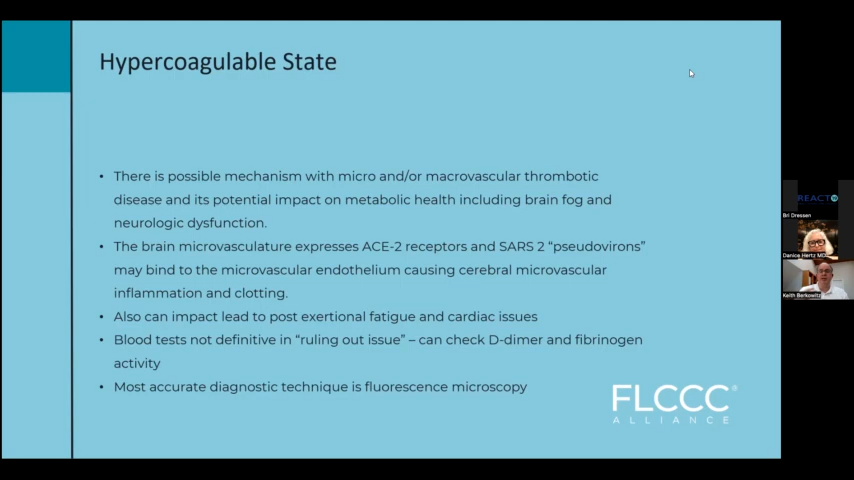 Hypercoagulable State
• There is possible mechanism with micro and/or macrovascular thrombotic
disease and its potential impact on metabolic health including brain fog and
neurologic dysfunction.
• The brain microvasculature expresses ACE-2 receptors and SARS 2 “pseudovirons”
may bind to the microvascular endothelium causing cerebral microvascular
inflammation and clotting.
• Also can impact lead to post exertional fatigue and cardiac issues
• Blood tests not definitive in “ruling out issue” – can check D-dimer and fibrinogen
activity
• Most accurate diagnostic technique is fluorescence microscopy
FLCCC®
ALLIANCE
REACT19
Bri Dressen
Danice Hertz MD
Keith Berkowitz